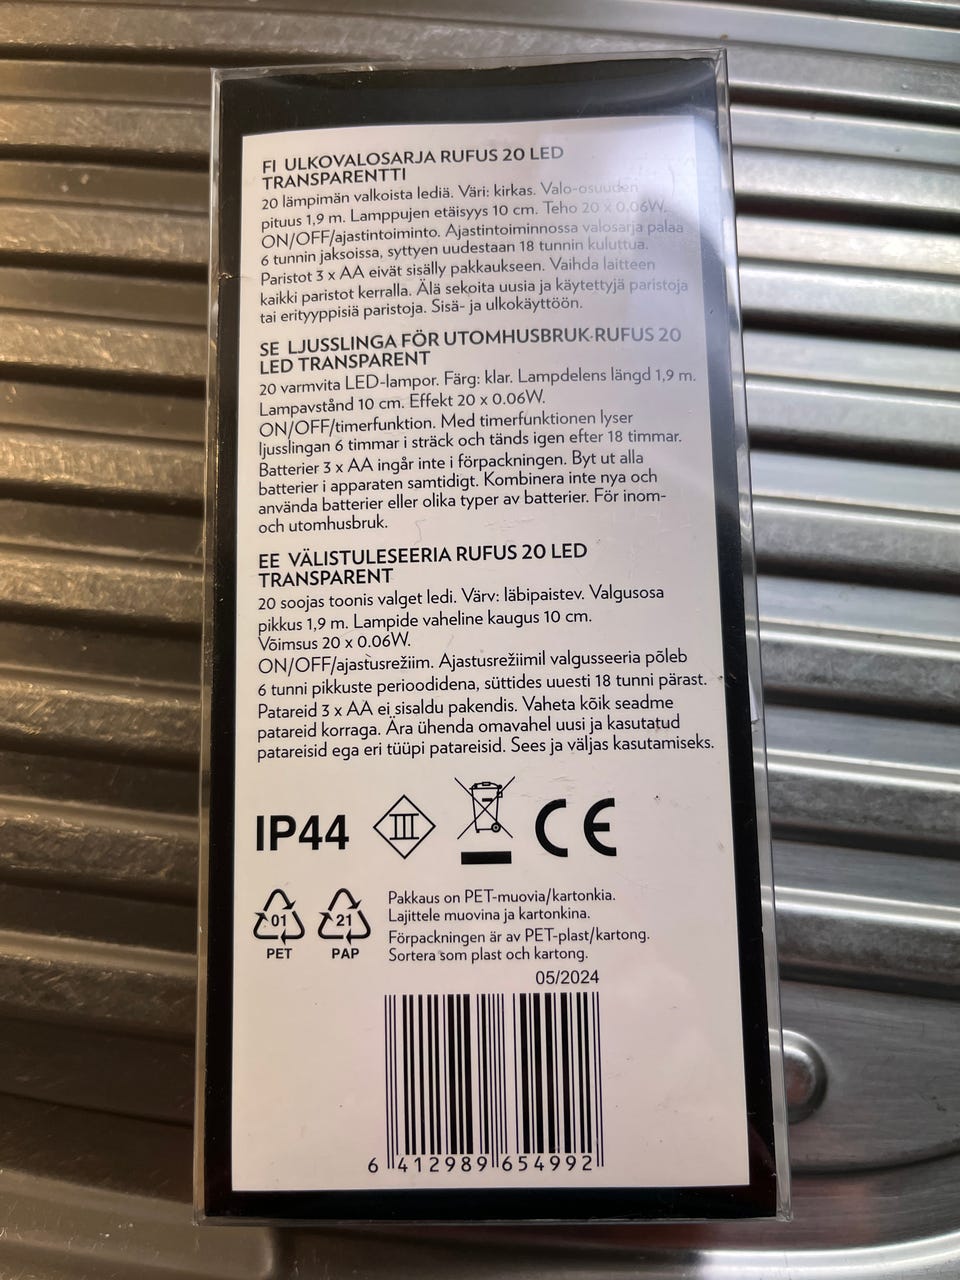 FI ULKOVALOSARJA RUFUS 20 LED
TRANSPARENTTI
20 lämpimän valkoista lediä. Väri: kirkas. Valo-osuuden
pituus 1,9 m. Lamppujen etäisyys 10 cm. Teho 20 x 0.06W.
ON/OFF/ajastintoiminto. Ajastintoiminnossa valosarja palaa
6 tunnin jaksoissa, syttyen uudestaan 18 tunnin kuluttua.
Paristot 3 x AA eivät sisälly pakkaukseen. Vaihda laitteen
kaikki paristot kerralla. Älä sekoita uusia ja käytettyjä paristoja
tai erityyppisiä paristoja. Sisä- ja ulkokäyttöön.
SE LJUSSLINGA FÖR UTOMHUSBRUK RUFUS 20
LED TRANSPARENT
20 varmvita LED-lampor. Färg: klar. Lampdelens längd 1,9 m.
Lampavstånd 10 cm. Effekt 20 x 0.06W.
ON/OFF/timerfunktion. Med timerfunktionen lyser
ljusslingan 6 timmar i sträck och tänds igen efter 18 timmar.
Batterier 3 x AA ingår inte i förpackningen. Byt ut alla
batterier i apparaten samtidigt. Kombinera inte nya och
använda batterier eller olika typer av batterier. För inom-
och utomhusbruk.
EE VÄLISTULESEERIA RUFUS 20 LED
TRANSPARENT
20 soojas toonis valget ledi. Värv: läbipaistev. Valgusosa
pikkus 1,9 m. Lampide vaheline kaugus 10 cm.
Võimsus 20 x 0.06W.
ON/OFF/ajastusrežiim. Ajastusrežiimil valgusseeria põleb
6 tunni pikkuste perioodidena, süttides uuesti 18 tunni pärast.
Patareid 3 x AA ei sisaldu pakendis. Vaheta kõik seadme
patareid korraga. Ära ühenda omavahel uusi ja kasutatud
patareisid ega eri tüüpi patareisid. Sees ja väljas kasutamiseks.
IP44 III CE
01 21
PET PAP
Pakkaus on PET-muovia/kartonkia.
Lajittele muovina ja kartonkina.
Förpackningen är av PET-plast/kartong.
Sortera som plast och kartong.
05/2024
6 412989 654992